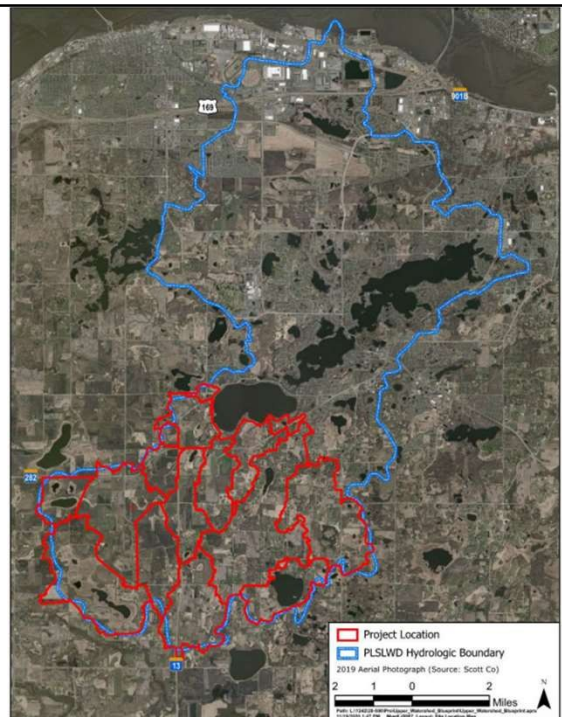 169
901B
282
13
Project Location
PLSLWD Hydrologic Boundary
2019 Aerial Photograph (Source: Scott Co)
2 1 0 2
Miles
N